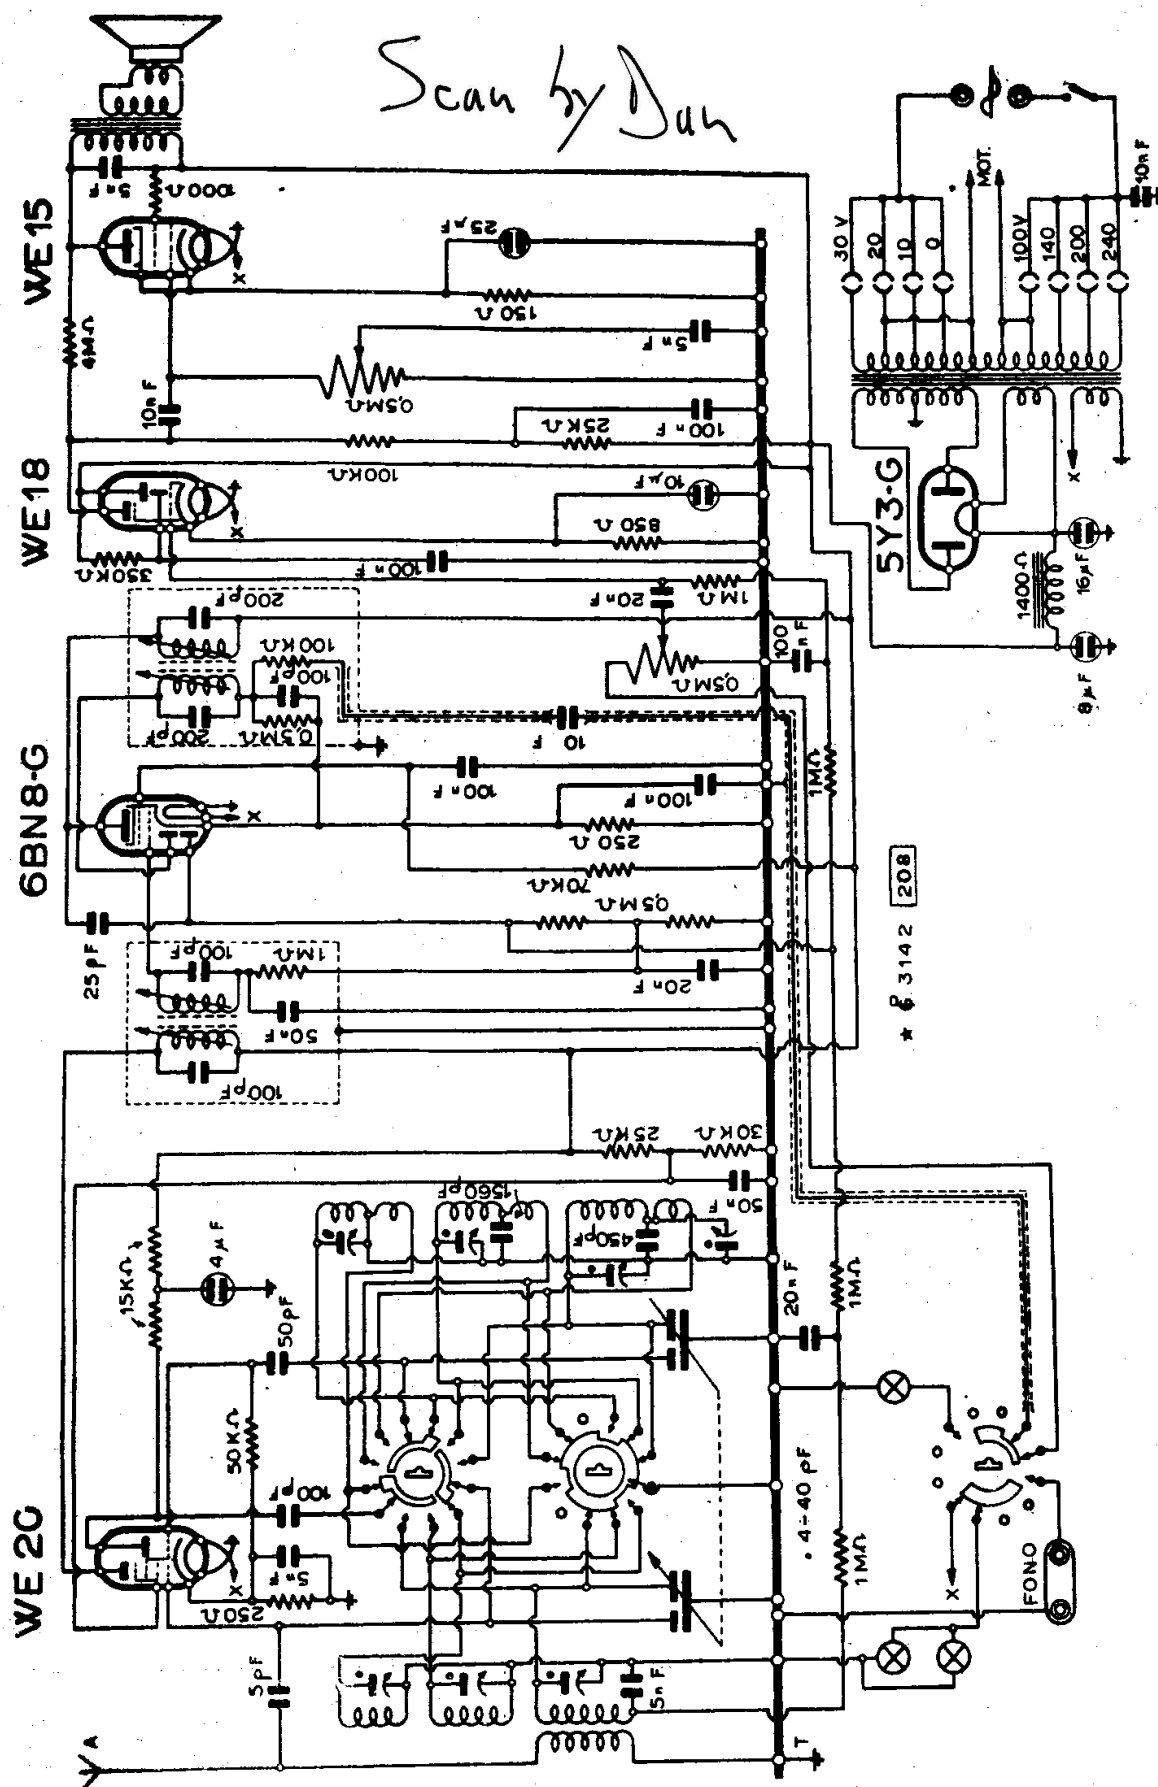 Scan by Dan
WE15
WE18
6BN8-G
WE20
5Y3-G
5nF
1000Ω
4MΩ
10nF
25µF
150Ω
5nF
0,5MΩ
100nF
25KΩ
100KΩ
10µF
850Ω
350KΩ
100nF
X
X
200pF
100KΩ
100pF
200pF
0,5MΩ
20nF
1MΩ
0,5MΩ
100nF
10 F
100nF
100nF
1MΩ
250Ω
70KΩ
X
25pF
100pF
1MΩ
0,5MΩ
20nF
50nF
100pF
25KΩ
30KΩ
50nF
1560pF
450pF
15KΩ
4µF
50pF
50KΩ
100pF
5nF
250Ω
X
5pF
A
5nF
T
20nF
1MΩ
4-40pF
1MΩ
X
FONO
30V
20
10
0
MOT.
100V
140
200
240
10nF
X
1400Ω
16µF
8µF
3142 208